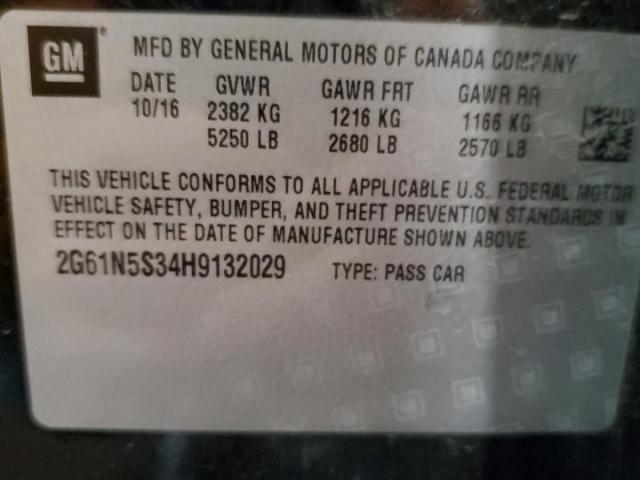 GM®
MFD BY GENERAL MOTORS OF CANADA COMPANY
DATE GVWR GAWR FRT GAWR RR
10/16 2382 KG 1216 KG 1166 KG
5250 LB 2680 LB 2570 LB
THIS VEHICLE CONFORMS TO ALL APPLICABLE U.S. FEDERAL MOTOR
VEHICLE SAFETY, BUMPER, AND THEFT PREVENTION STANDARDS IN
EFFECT ON THE DATE OF MANUFACTURE SHOWN ABOVE.
2G61N5S34H9132029 TYPE: PASS CAR